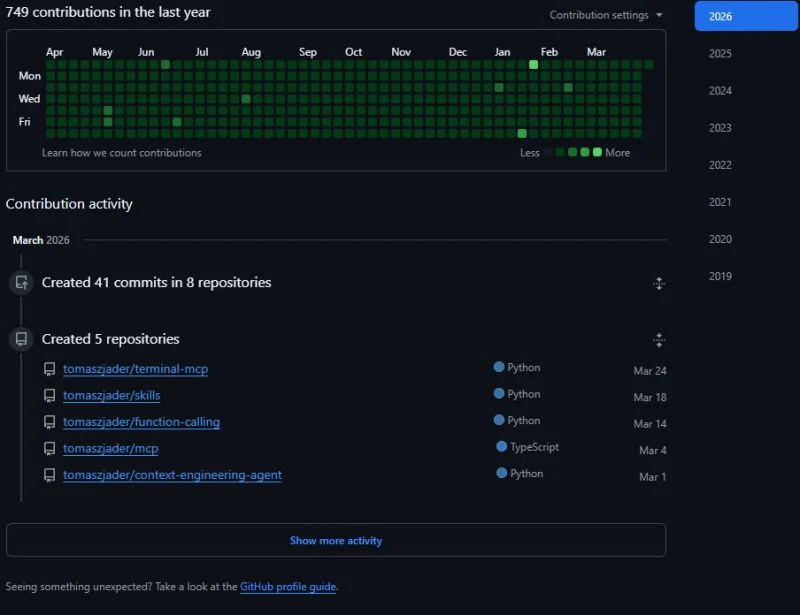 749 contributions in the last year
Contribution settings
2026
2025
2024
2023
2022
2021
2020
2019
Apr May Jun Jul Aug Sep Oct Nov Dec Jan Feb Mar
Mon
Wed
Fri
Learn how we count contributions
Less More
Contribution activity
March 2026
Created 41 commits in 8 repositories
Created 5 repositories
tomaszjader/terminal-mcp Python Mar 24
tomaszjader/skills Python Mar 18
tomaszjader/function-calling Python Mar 14
tomaszjader/mcp TypeScript Mar 4
tomaszjader/context-engineering-agent Python Mar 1
Show more activity
Seeing something unexpected? Take a look at the GitHub profile guide.